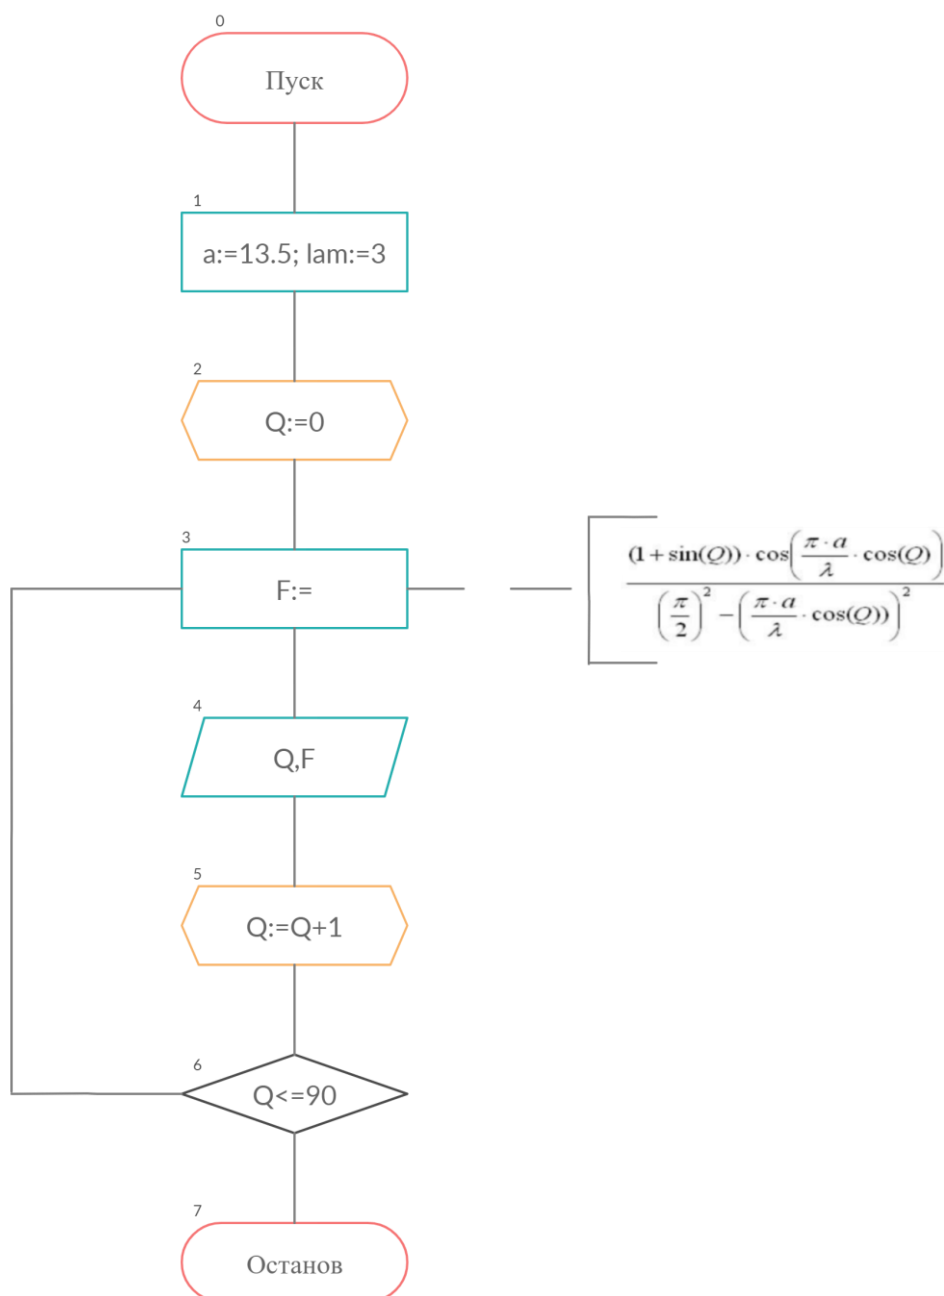 0
Пуск
1
a:=13.5; lam:=3
2
Q:=0
3
F:=
(1 + sin(Q)) · cos(π · a / λ · cos(Q))
(π / 2)² − (π · a / λ · cos(Q))²
4
Q,F
5
Q:=Q+1
6
Q<=90
7
Останов